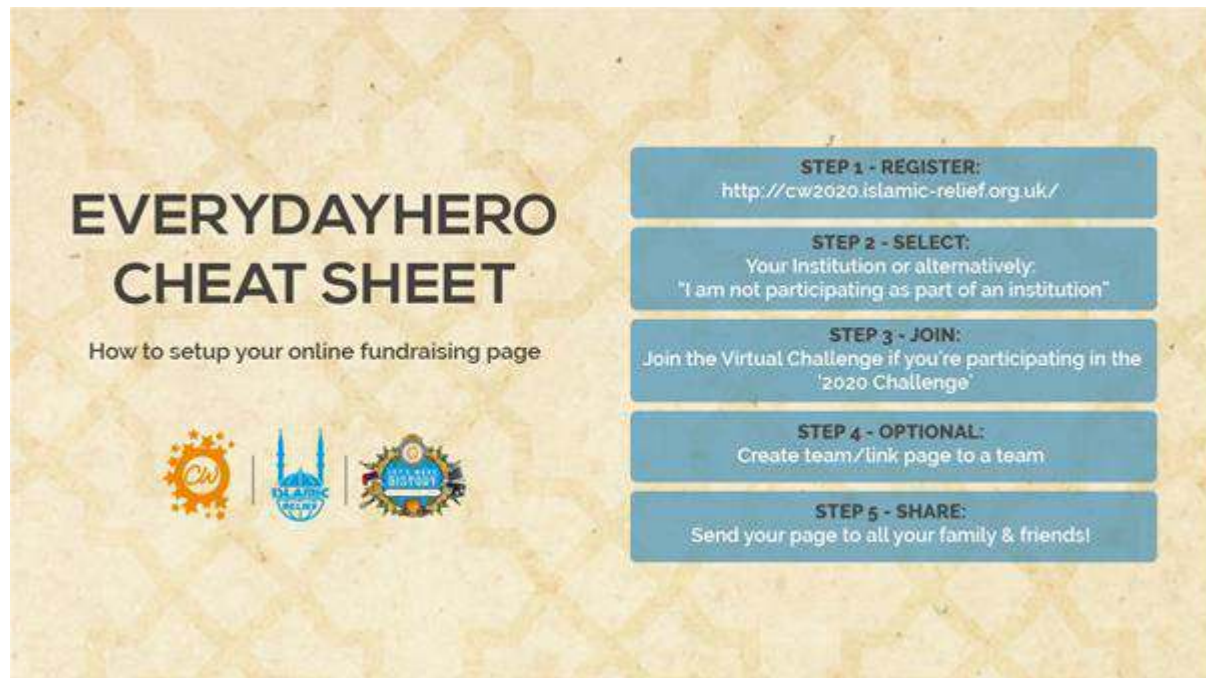 EVERYDAYHERO
CHEAT SHEET
How to setup your online fundraising page
CW
ISLAMIC
RELIEF
LET'S MAKE
HISTORY
STEP 1 - REGISTER:
http://cw2020.islamic-relief.org.uk/
STEP 2 - SELECT:
Your Institution or alternatively:
"I am not participating as part of an institution"
STEP 3 - JOIN:
Join the Virtual Challenge if you're participating in the
'2020 Challenge'
STEP 4 - OPTIONAL:
Create team/link page to a team
STEP 5 - SHARE:
Send your page to all your family & friends!